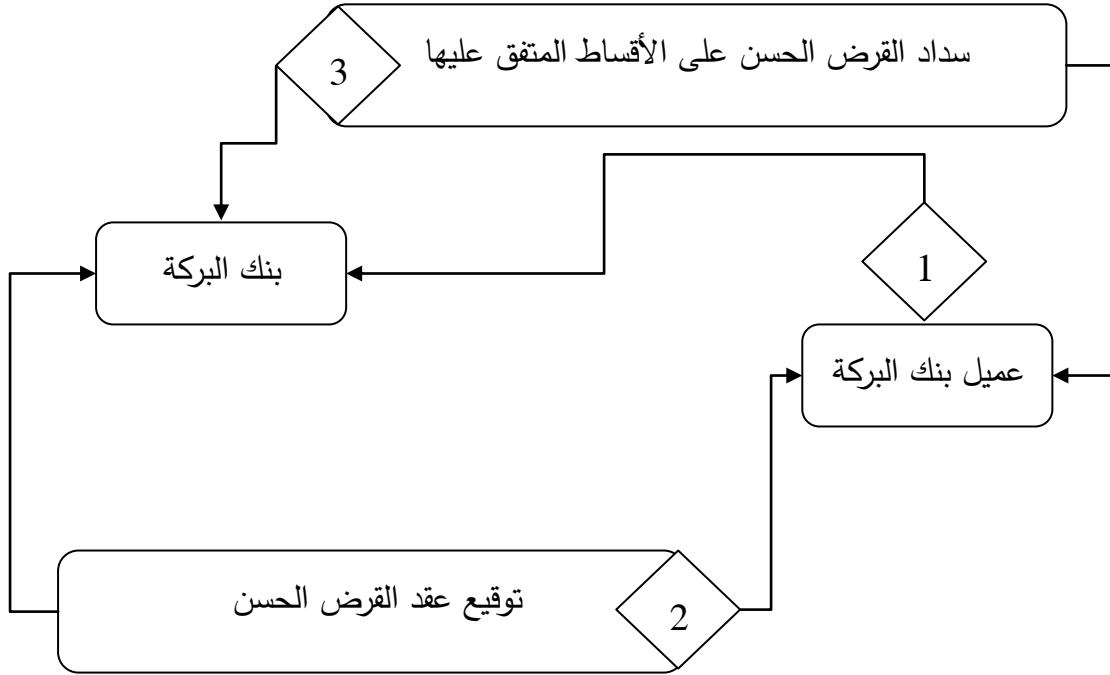 سداد القرض الحسن على الأقساط المتفق عليها
3
1
بنك البركة
عميل بنك البركة
توقيع عقد القرض الحسن
2